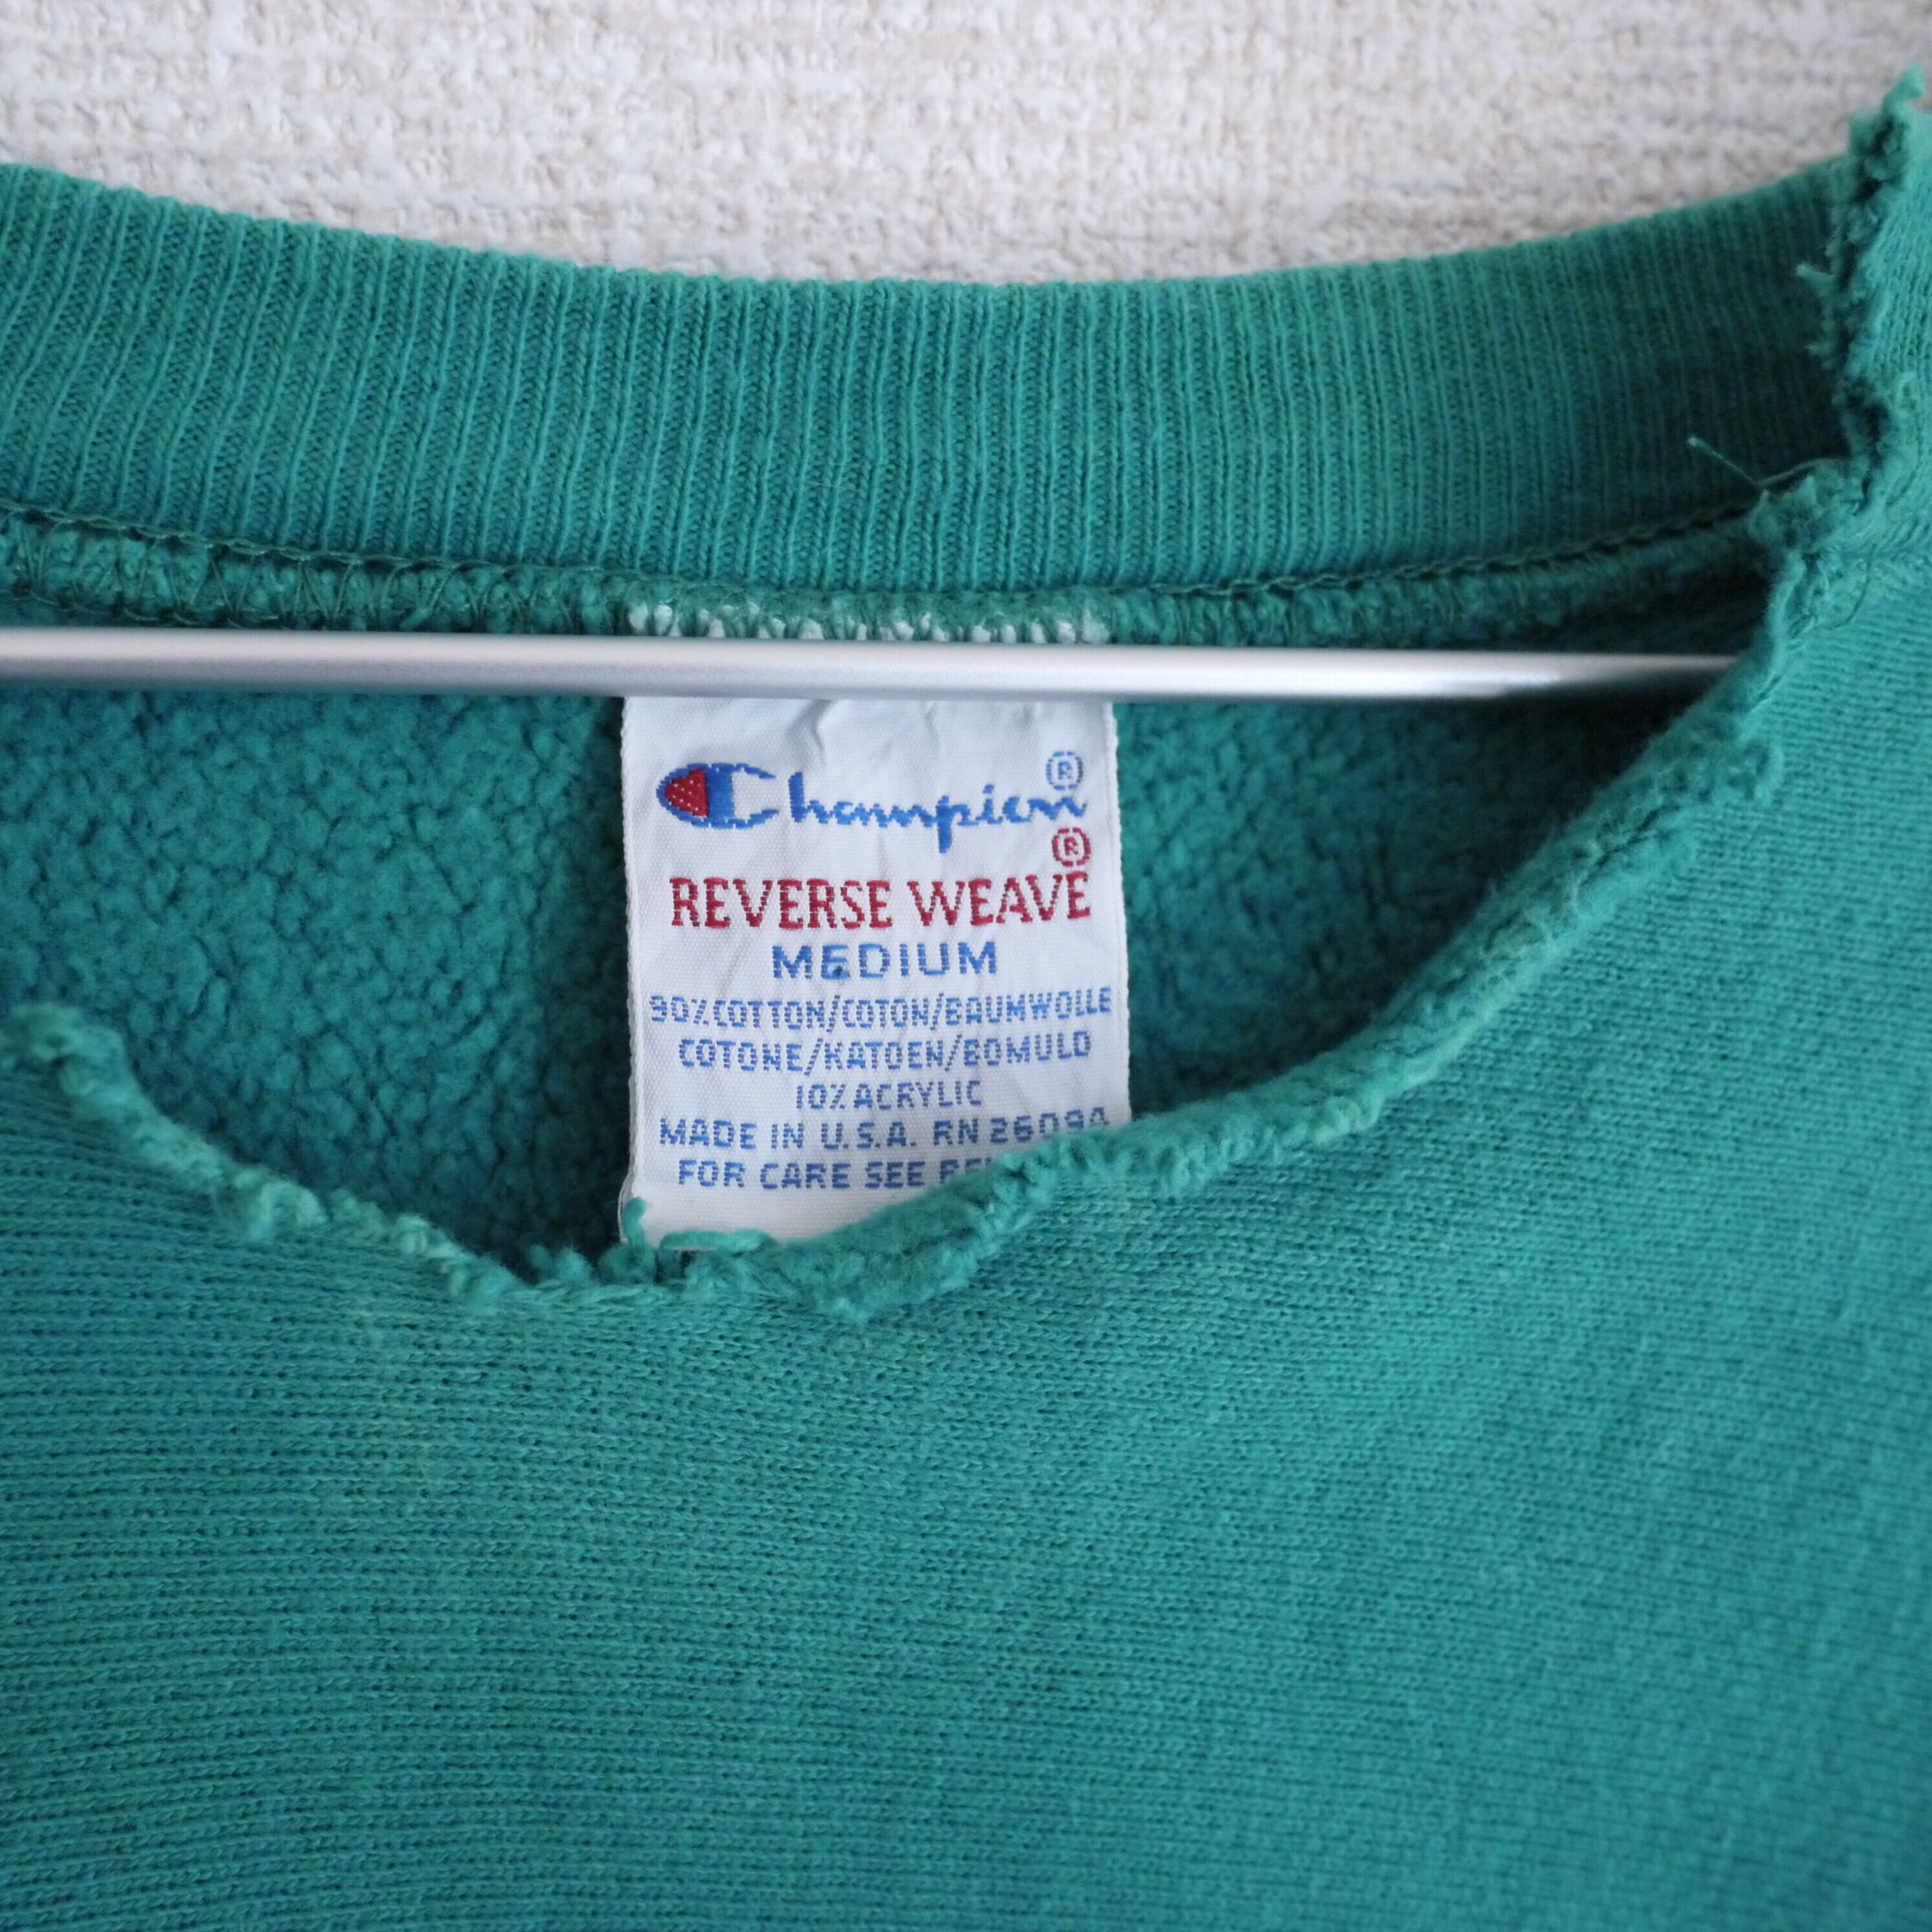 Champion®
REVERSE WEAVE®
MEDIUM
90% COTTON/COTON/BAUMWOLLE
COTONE/KATOEN/BOMULD
10% ACRYLIC
MADE IN U.S.A. RN 26094
FOR CARE SEE